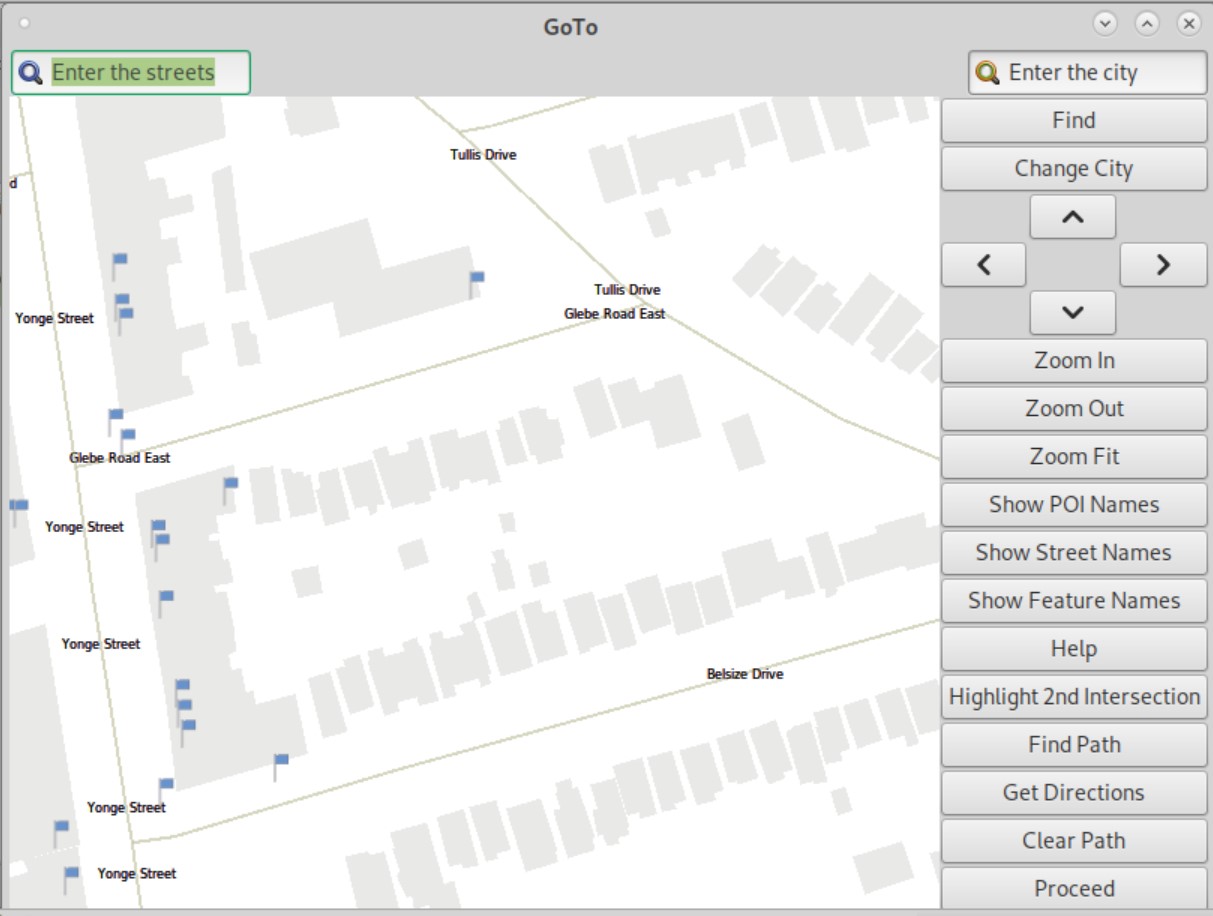 GoTo
Enter the streets
Enter the city
Find
Change City
Zoom In
Zoom Out
Zoom Fit
Show POI Names
Show Street Names
Show Feature Names
Help
Highlight 2nd Intersection
Find Path
Get Directions
Clear Path
Proceed
Tullis Drive
d
Tullis Drive
Glebe Road East
Yonge Street
Glebe Road East
Yonge Street
Yonge Street
Belsize Drive
Yonge Street
Yonge Street